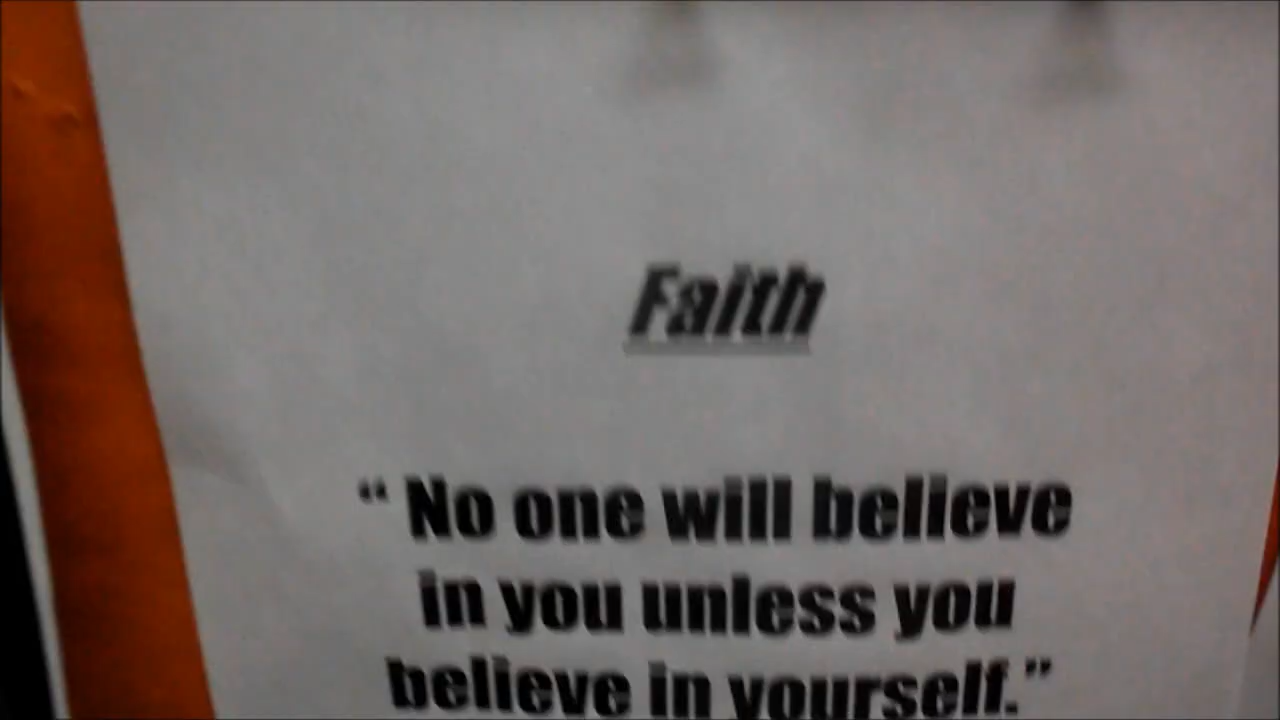 Faith
“ No one will believe
in you unless you
believe in yourself.”